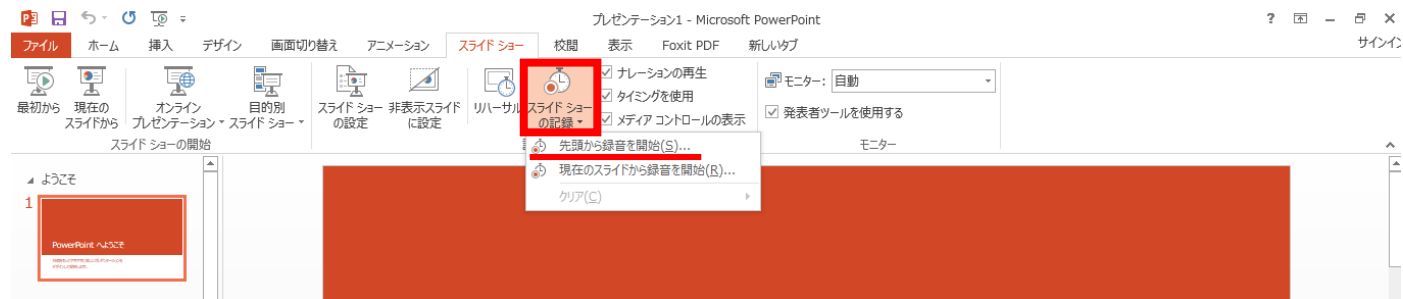 プレゼンテーション1 - Microsoft PowerPoint
?
ファイル ホーム 挿入 デザイン 画面切り替え アニメーション スライド ショー 校閲 表示 Foxit PDF 新しいタブ サインイン
最初から
現在の
スライドから
オンライン
プレゼンテーション
目的別
スライド ショー
スライド ショー
の設定
非表示スライド
に設定
リハーサル
スライド ショー
の記録
ナレーションの再生
タイミングを使用
メディア コントロールの表示
モニター: 自動
発表者ツールを使用する
スライド ショーの開始
モニター
先頭から録音を開始(S)...
現在のスライドから録音を開始(R)...
クリア(C)
ようこそ
1
PowerPoint へようこそ